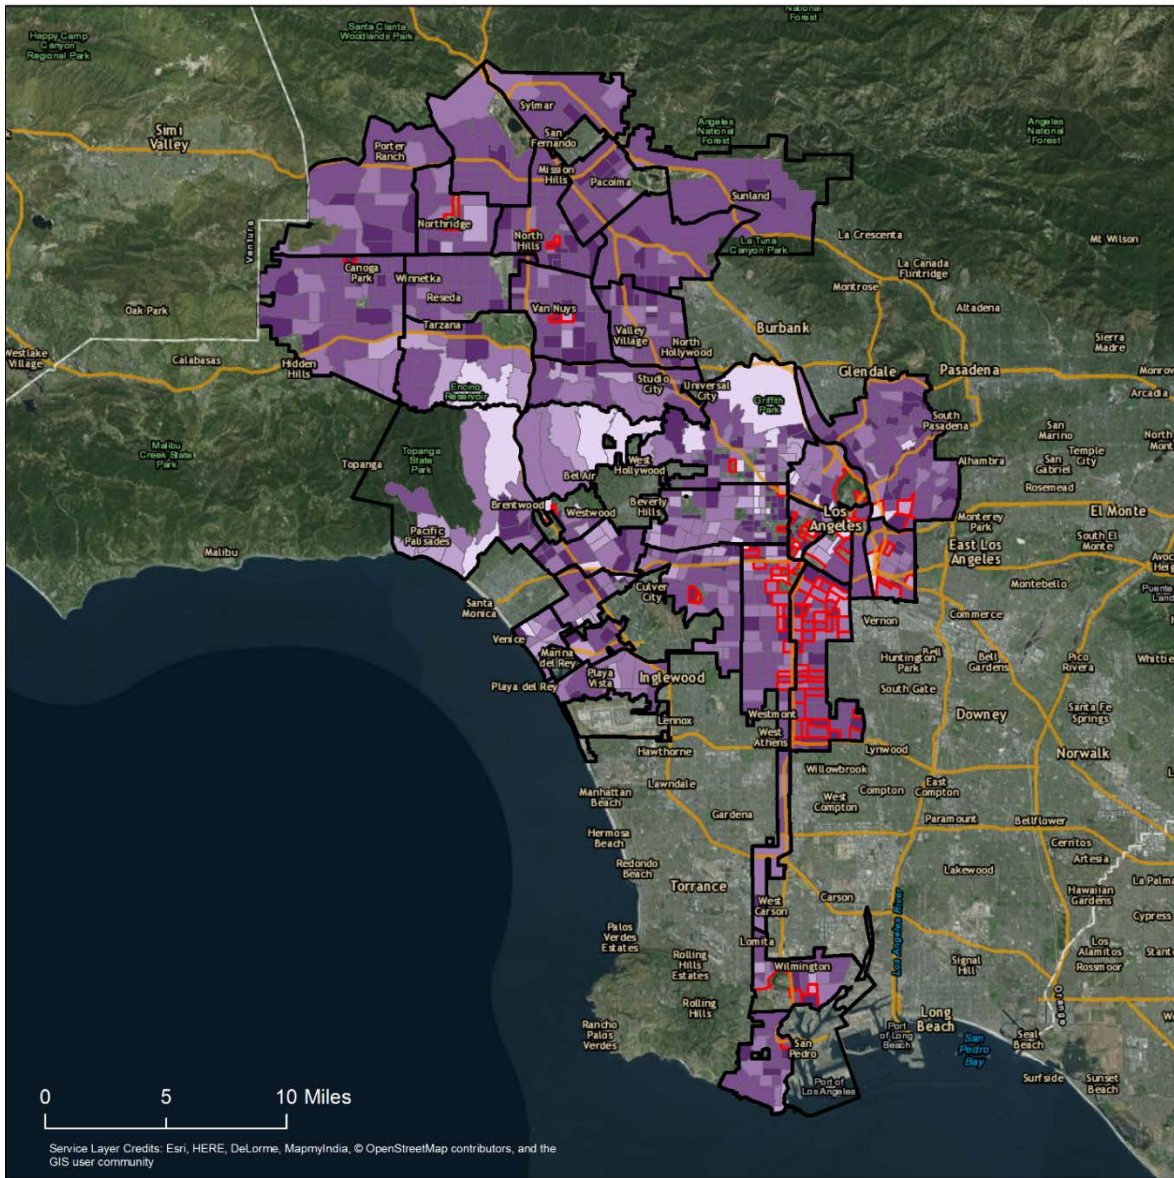 National
Forest
Santa Clarita
Woodlands Park
Happy Camp
Canyon
Regional Park
Sylmar
Simi
Valley
San
Fernando
Angeles
National
Forest
Angeles
National
Forest
Porter
Ranch
Mission
Hills
Pacoima
Sunland
Northridge
North
Hills
La Crescenta
La Tuna
Canyon Park
Mt Wilson
Ventura
Canoga
Park
Winnetka
La Canada
Flintridge
Montrose
Reseda
Oak Park
Van Nuys
Altadena
Tarzana
Valley
Village
Burbank
Westlake
Village
Calabasas
Hidden
Hills
North
Hollywood
Sierra
Madre
Studio
City
Universal
City
Glendale
Pasadena
Monro
Encino
Reservoir
Griffith
Park
Arcadia
South
Pasadena
Malibu
Creek State
Park
Topanga
Topanga
State
Park
San
Marino
Temple
City
North
Mont
West
Hollywood
Alhambra
San
Gabriel
Rosemead
Bel Air
Brentwood
Westwood
Beverly
Hills
Los
Angeles
El Monte
Monterey
Park
Pacific
Palisades
East Los
Angeles
South El
Monte
Malibu
Avoc
Heig
Montebello
Culver
City
Puente
Land
Santa
Monica
Commerce
Vernon
Venice
Marina
del Rey
Huntington
Park
Bell
Bell
Gardens
Pico
Rivera
Whittie
Playa
Vista
Playa del Rey
Inglewood
South Gate
Santa Fe
Springs
Westmont
Downey
Lennox
West
Athens
Hawthorne
Lynwood
Norwalk
Willowbrook
Lawndale
East
Compton
Compton
Manhattan
Beach
West
Compton
Gardena
Paramount
Bellflower
Hermosa
Beach
Cerritos
Artesia
Redondo
Beach
Lakewood
La Palma
Torrance
Hawaiian
Gardens
West
Carson
Carson
Cypress
Los Angeles River
Palos
Verdes
Estates
Lomita
Los
Alamitos
Stanto
Rossmoor
Rolling
Hills
Estates
Wilmington
Signal
Hill
Orange
Rolling
Hills
Long
Beach
Rancho
Palos
Verdes
San
Pedro
Port
of Long
Beach
San
Pedro
Bay
Seal
Beach
Surfside
Sunset
Beach
Port of
Los Angeles
0 5 10 Miles
Service Layer Credits: Esri, HERE, DeLorme, MapmyIndia, © OpenStreetMap contributors, and the
GIS user community